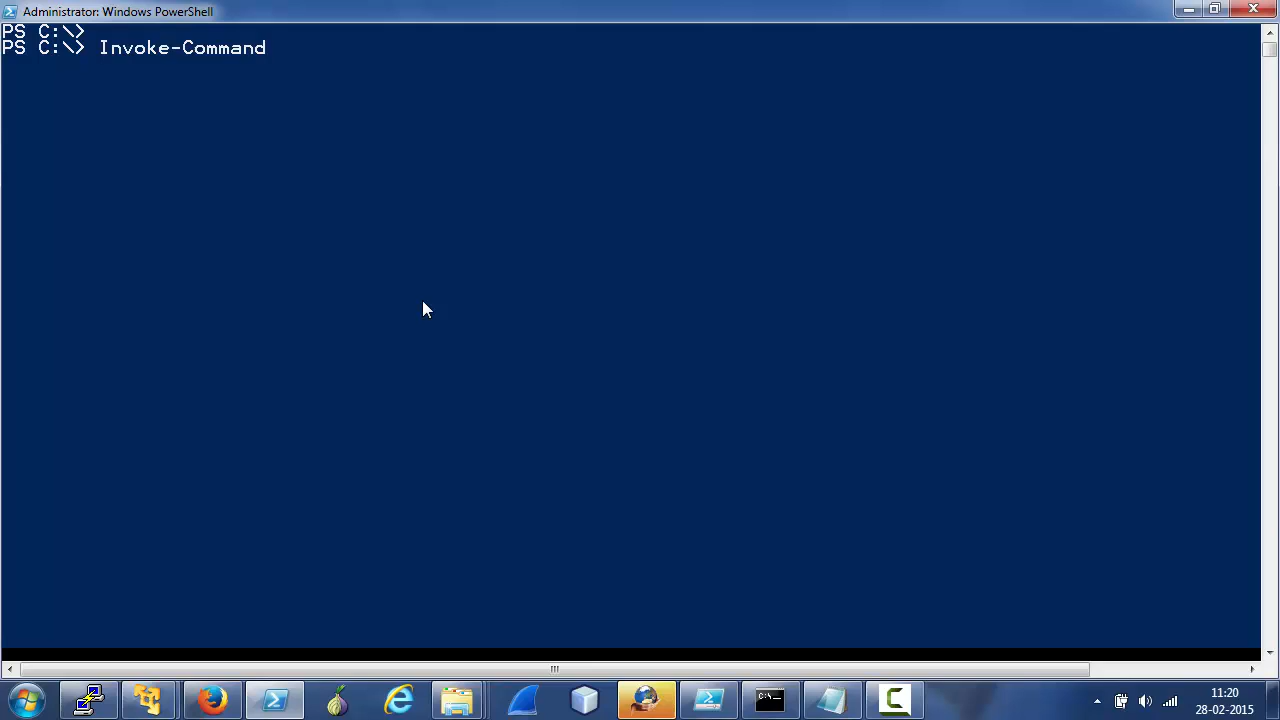 Administrator: Windows PowerShell
PS C:\>
PS C:\> Invoke-Command
C:\_
11:20
28-02-2015